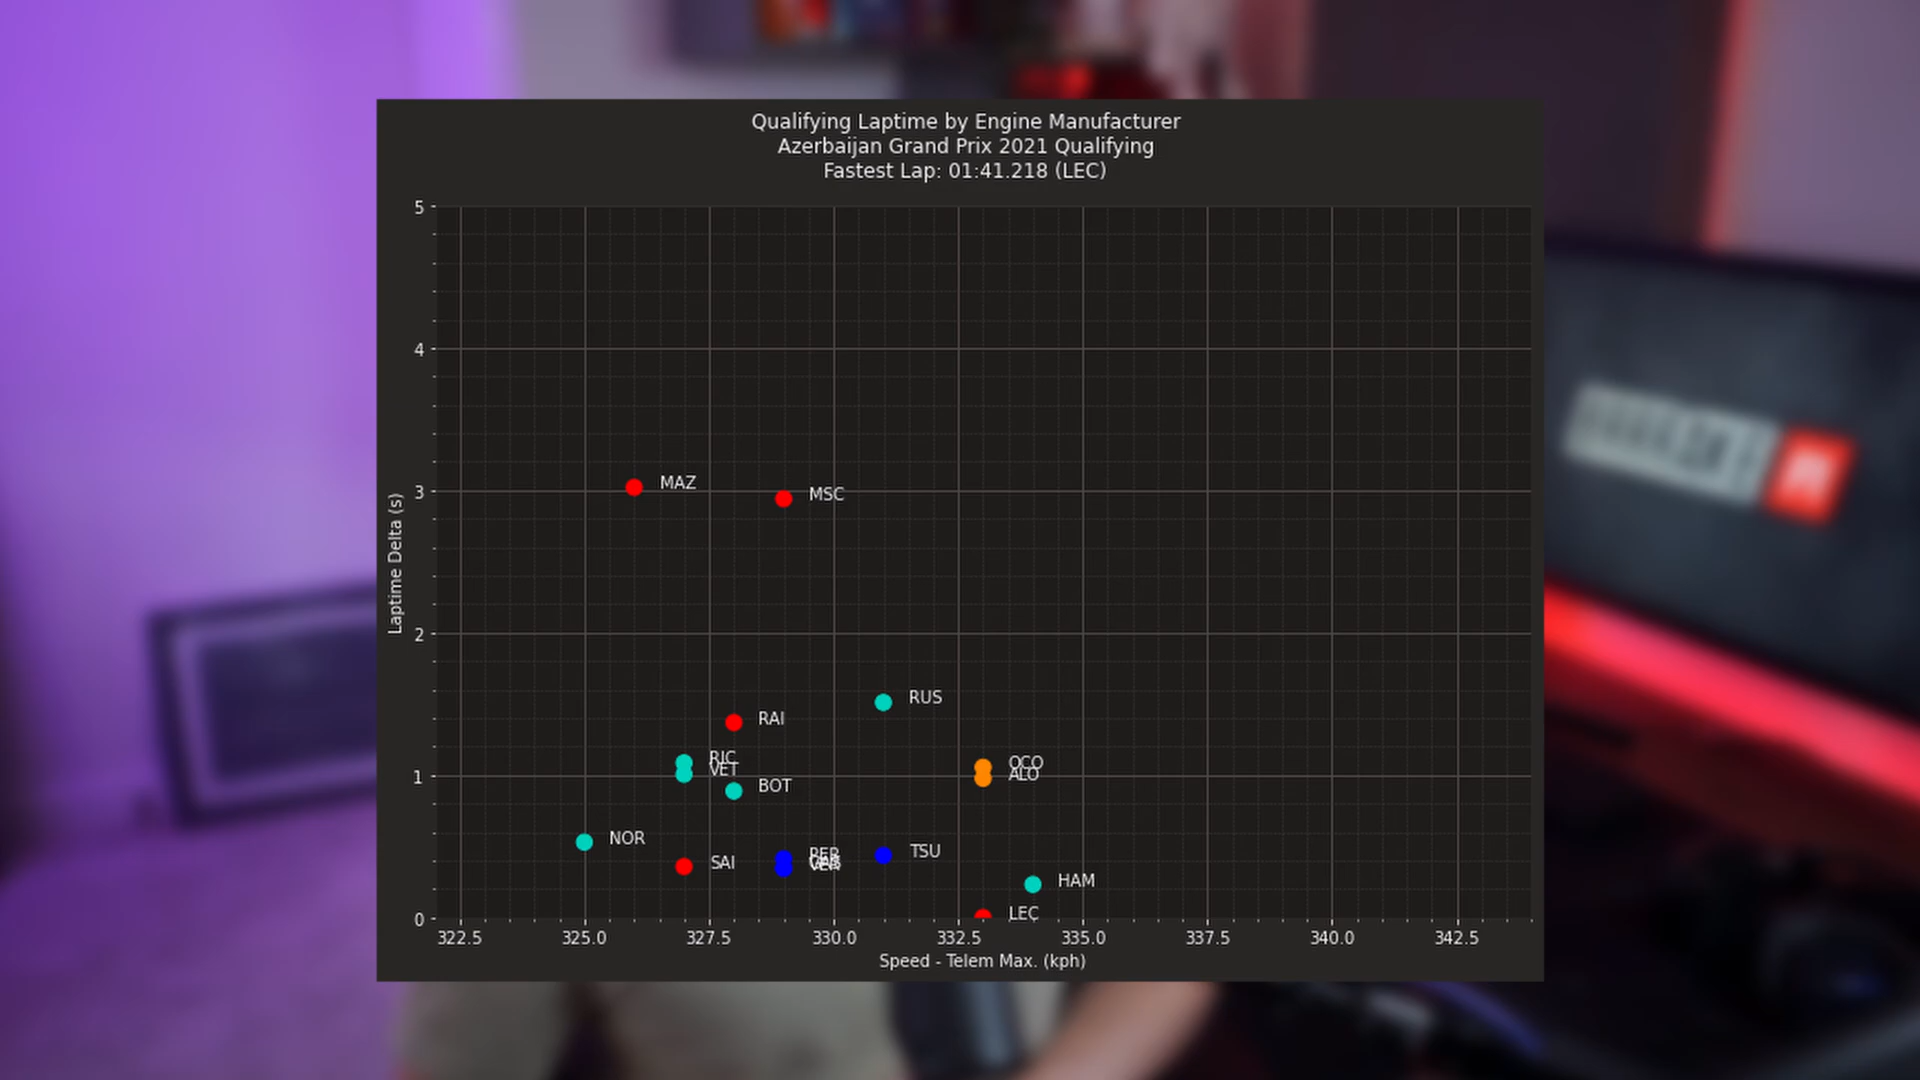 Qualifying Laptime by Engine Manufacturer
Azerbaijan Grand Prix 2021 Qualifying
Fastest Lap: 01:41.218 (LEC)
5
4
3
2
1
0
Laptime Delta (s)
MAZ
MSC
RUS
RAI
RIC
VET
BOT
OCO
ALO
NOR
SAI
PER
VER
TSU
HAM
LEC
322.5 325.0 327.5 330.0 332.5 335.0 337.5 340.0 342.5
Speed - Telem Max. (kph)